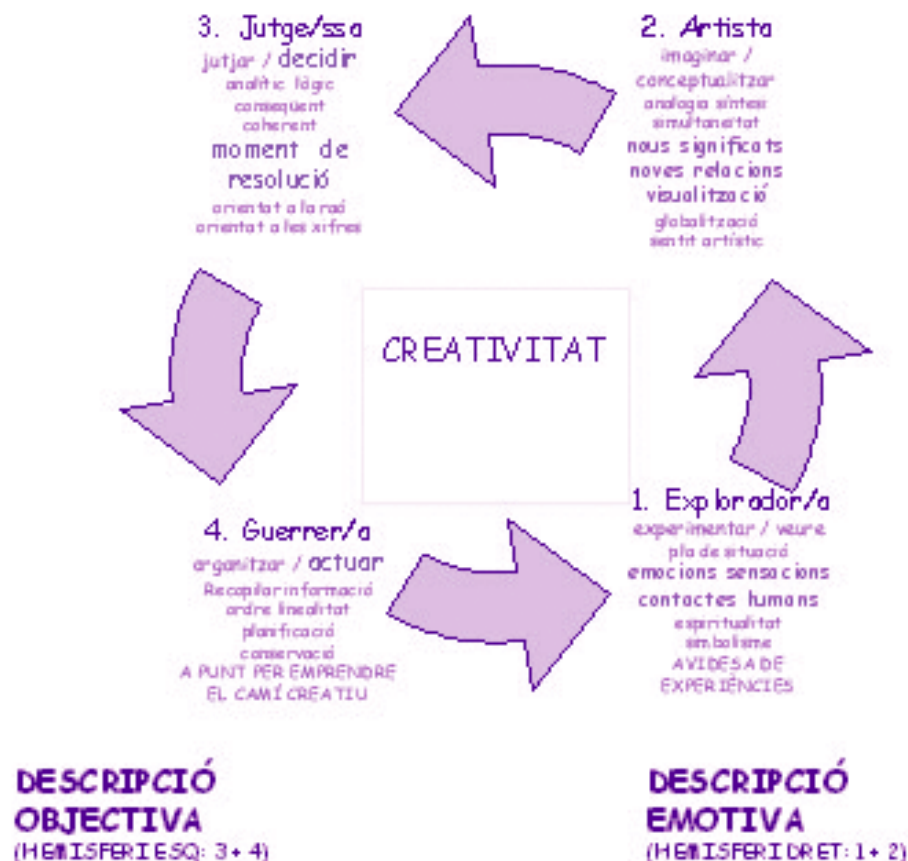 3. Jutge/ssa
jutjar / decidir
analític lògic
conseqüent
coherent
moment de
resolució
orientat a la raó
orientat a les xifres
2. Artista
imaginar /
conceptualitzar
analogia síntesi
simultaneïtat
nous significats
noves relacions
visualització
globalització
sentit artístic
CREATIVITAT
4. Guerrer/a
organitzar / actuar
Recopilar informació
ordre linealitat
planificació
conservació
A PUNT PER EMPRENDRE
EL CAMÍ CREATIU
1. Explorador/a
experimentar / veure
pla de situació
emocions sensacions
contactes humans
espiritualitat
simbolisme
AVIDESA DE
EXPERIÈNCIES
DESCRIPCIÓ
OBJECTIVA
(HEMISFERI ESQ: 3+ 4)
DESCRIPCIÓ
EMOTIVA
(HEMISFERI DRET: 1+ 2)